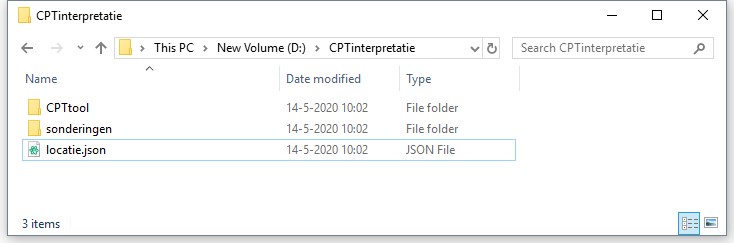 CPTinterpretatie
This PC > New Volume (D:) > CPTinterpretatie
Search CPTinterpretatie
Name Date modified Type
CPTtool 14-5-2020 10:02 File folder
sonderingen 14-5-2020 10:02 File folder
locatie.json 14-5-2020 10:02 JSON File
3 items